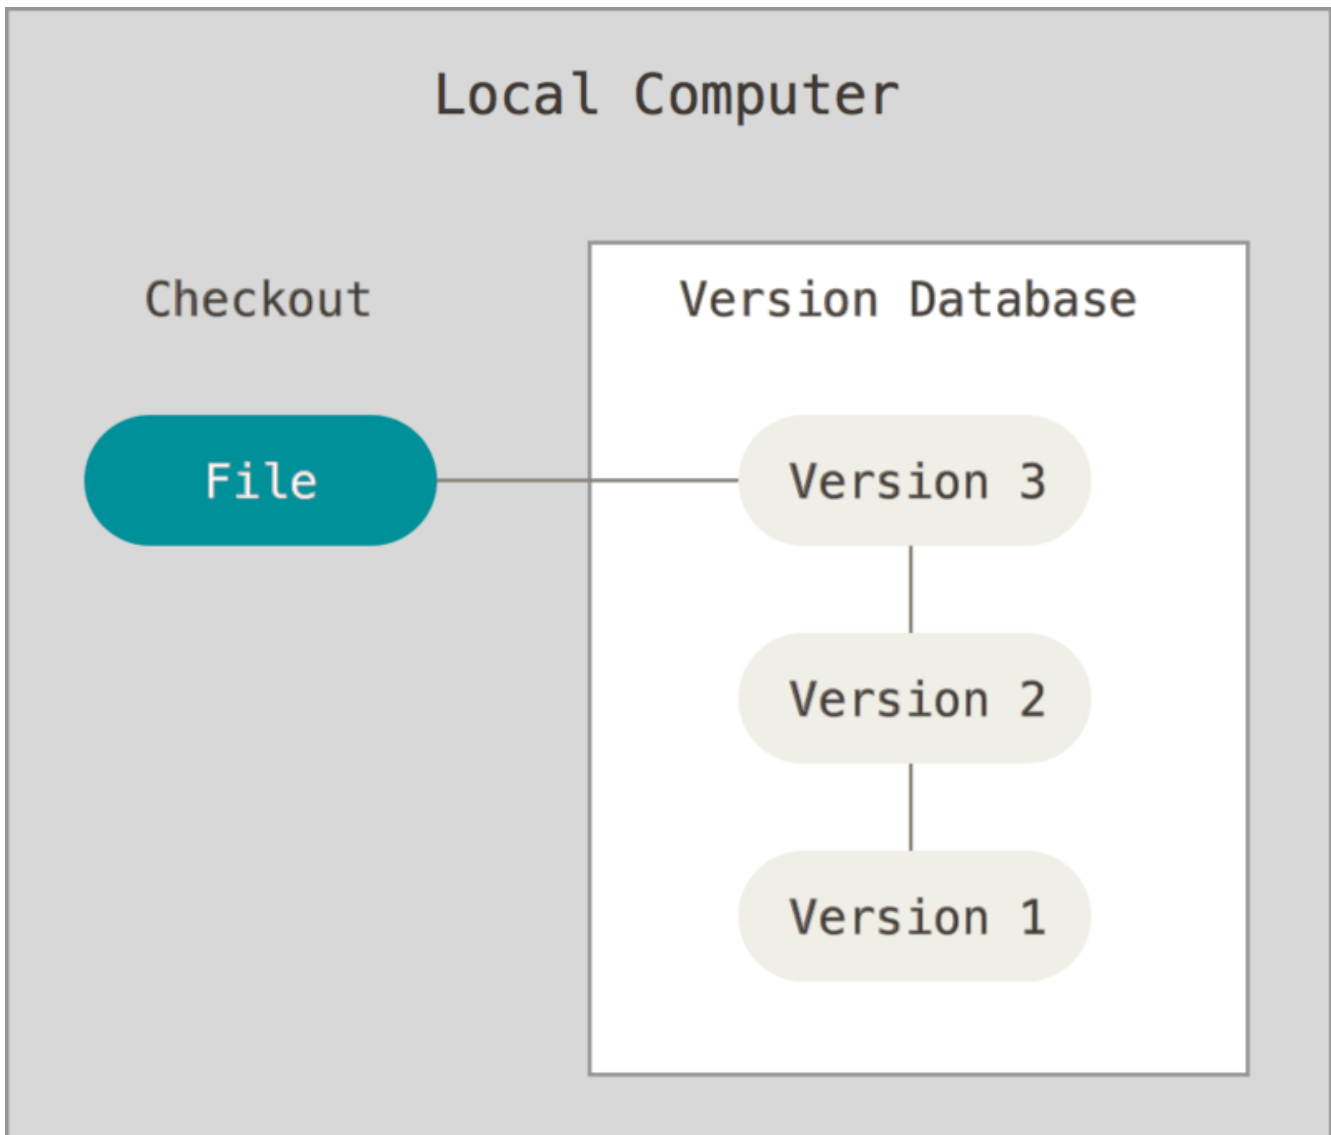 Local Computer
Checkout
Version Database
File
Version 3
Version 2
Version 1